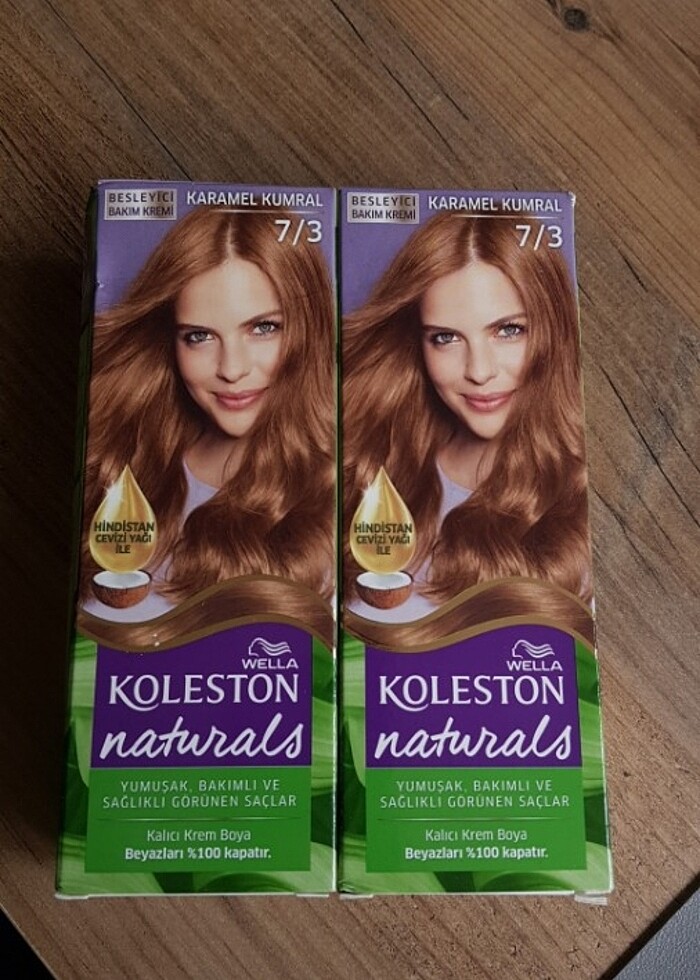 BESLEYİCİ
BAKIM KREMİ
KARAMEL KUMRAL
7/3
HİNDİSTAN
CEVİZİ YAĞI
İLE
WELLA
KOLESTON
naturals
YUMUŞAK, BAKIMLI VE
SAĞLIKLI GÖRÜNEN SAÇLAR
Kalıcı Krem Boya
Beyazları %100 kapatır.
BESLEYİCİ
BAKIM KREMİ
KARAMEL KUMRAL
7/3
HİNDİSTAN
CEVİZİ YAĞI
İLE
WELLA
KOLESTON
naturals
YUMUŞAK, BAKIMLI VE
SAĞLIKLI GÖRÜNEN SAÇLAR
Kalıcı Krem Boya
Beyazları %100 kapatır.